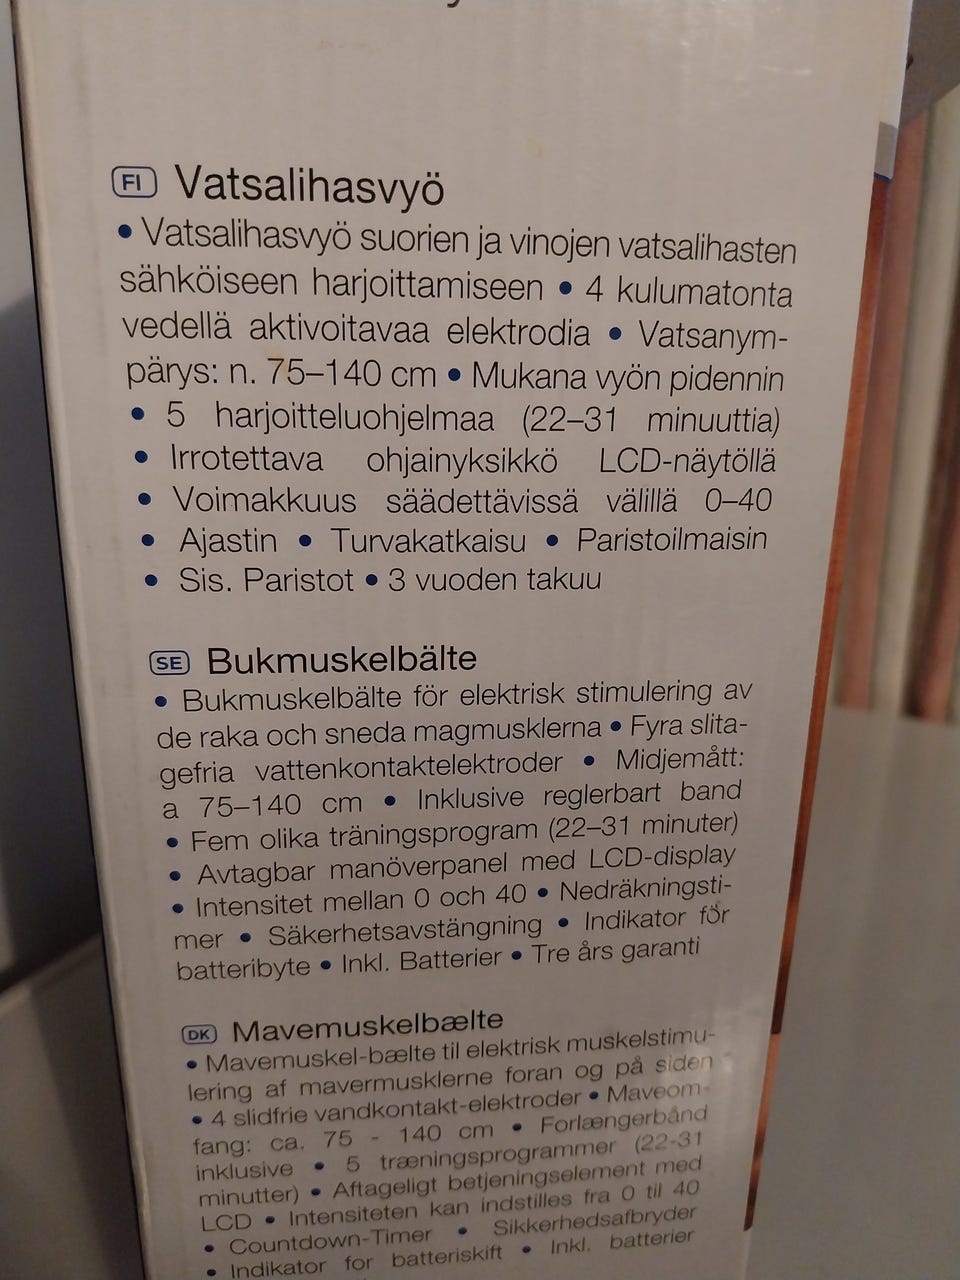 FI Vatsalihasvyö
• Vatsalihasvyö suorien ja vinojen vatsalihasten
sähköiseen harjoittamiseen • 4 kulumatonta
vedellä aktivoitavaa elektrodia • Vatsanym-
pärys: n. 75–140 cm • Mukana vyön pidennin
• 5 harjoitteluohjelmaa (22–31 minuuttia)
• Irrotettava ohjainyksikkö LCD-näytöllä
• Voimakkuus säädettävissä välillä 0–40
• Ajastin • Turvakatkaisu • Paristoilmaisin
• Sis. Paristot • 3 vuoden takuu
SE Bukmuskelbälte
• Bukmuskelbälte för elektrisk stimulering av
de raka och sneda magmusklerna • Fyra slita-
gefria vattenkontaktelektroder • Midjemått:
a 75–140 cm • Inklusive reglerbart band
• Fem olika träningsprogram (22–31 minuter)
• Avtagbar manöverpanel med LCD-display
• Intensitet mellan 0 och 40 • Nedräkningsti-
mer • Säkerhetsavstängning • Indikator för
batteribyte • Inkl. Batterier • Tre års garanti
DK Mavemuskelbælte
• Mavemuskel-bælte til elektrisk muskelstimu-
lering af mavermusklerne foran og på siden
• 4 slidfrie vandkontakt-elektroder • Maveom-
fang: ca. 75 - 140 cm • Forlængerbånd
inklusive • 5 træningsprogrammer (22-31
minutter) • Aftageligt betjeningselement med
LCD • Intensiteten kan indstilles fra 0 til 40
• Countdown-Timer • Sikkerhedsafbryder
• Indikator for batteriskift • Inkl. batterier